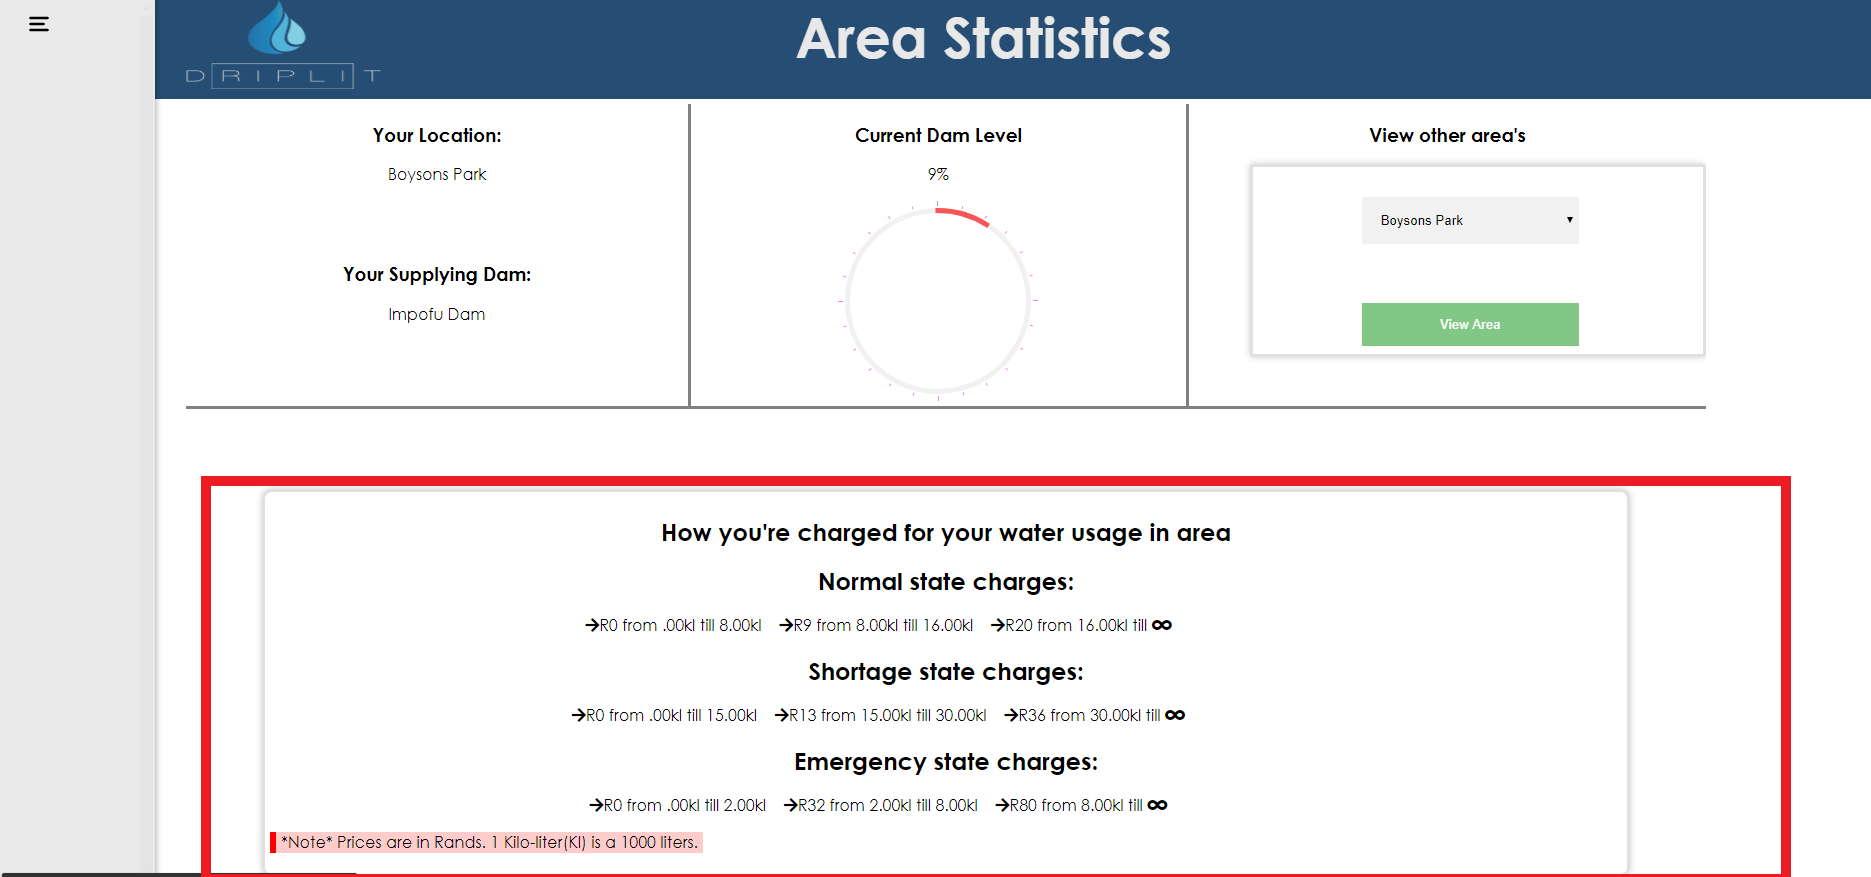 DRIPLIT
Area Statistics
Your Location:
Boysons Park
Your Supplying Dam:
Impofu Dam
Current Dam Level
9%
View other area's
Boysons Park
View Area
How you're charged for your water usage in area
Normal state charges:
→R0 from .00kl till 8.00kl →R9 from 8.00kl till 16.00kl →R20 from 16.00kl till ∞
Shortage state charges:
→R0 from .00kl till 15.00kl →R13 from 15.00kl till 30.00kl →R36 from 30.00kl till ∞
Emergency state charges:
→R0 from .00kl till 2.00kl →R32 from 2.00kl till 8.00kl →R80 from 8.00kl till ∞
*Note* Prices are in Rands. 1 Kilo-liter(Kl) is a 1000 liters.